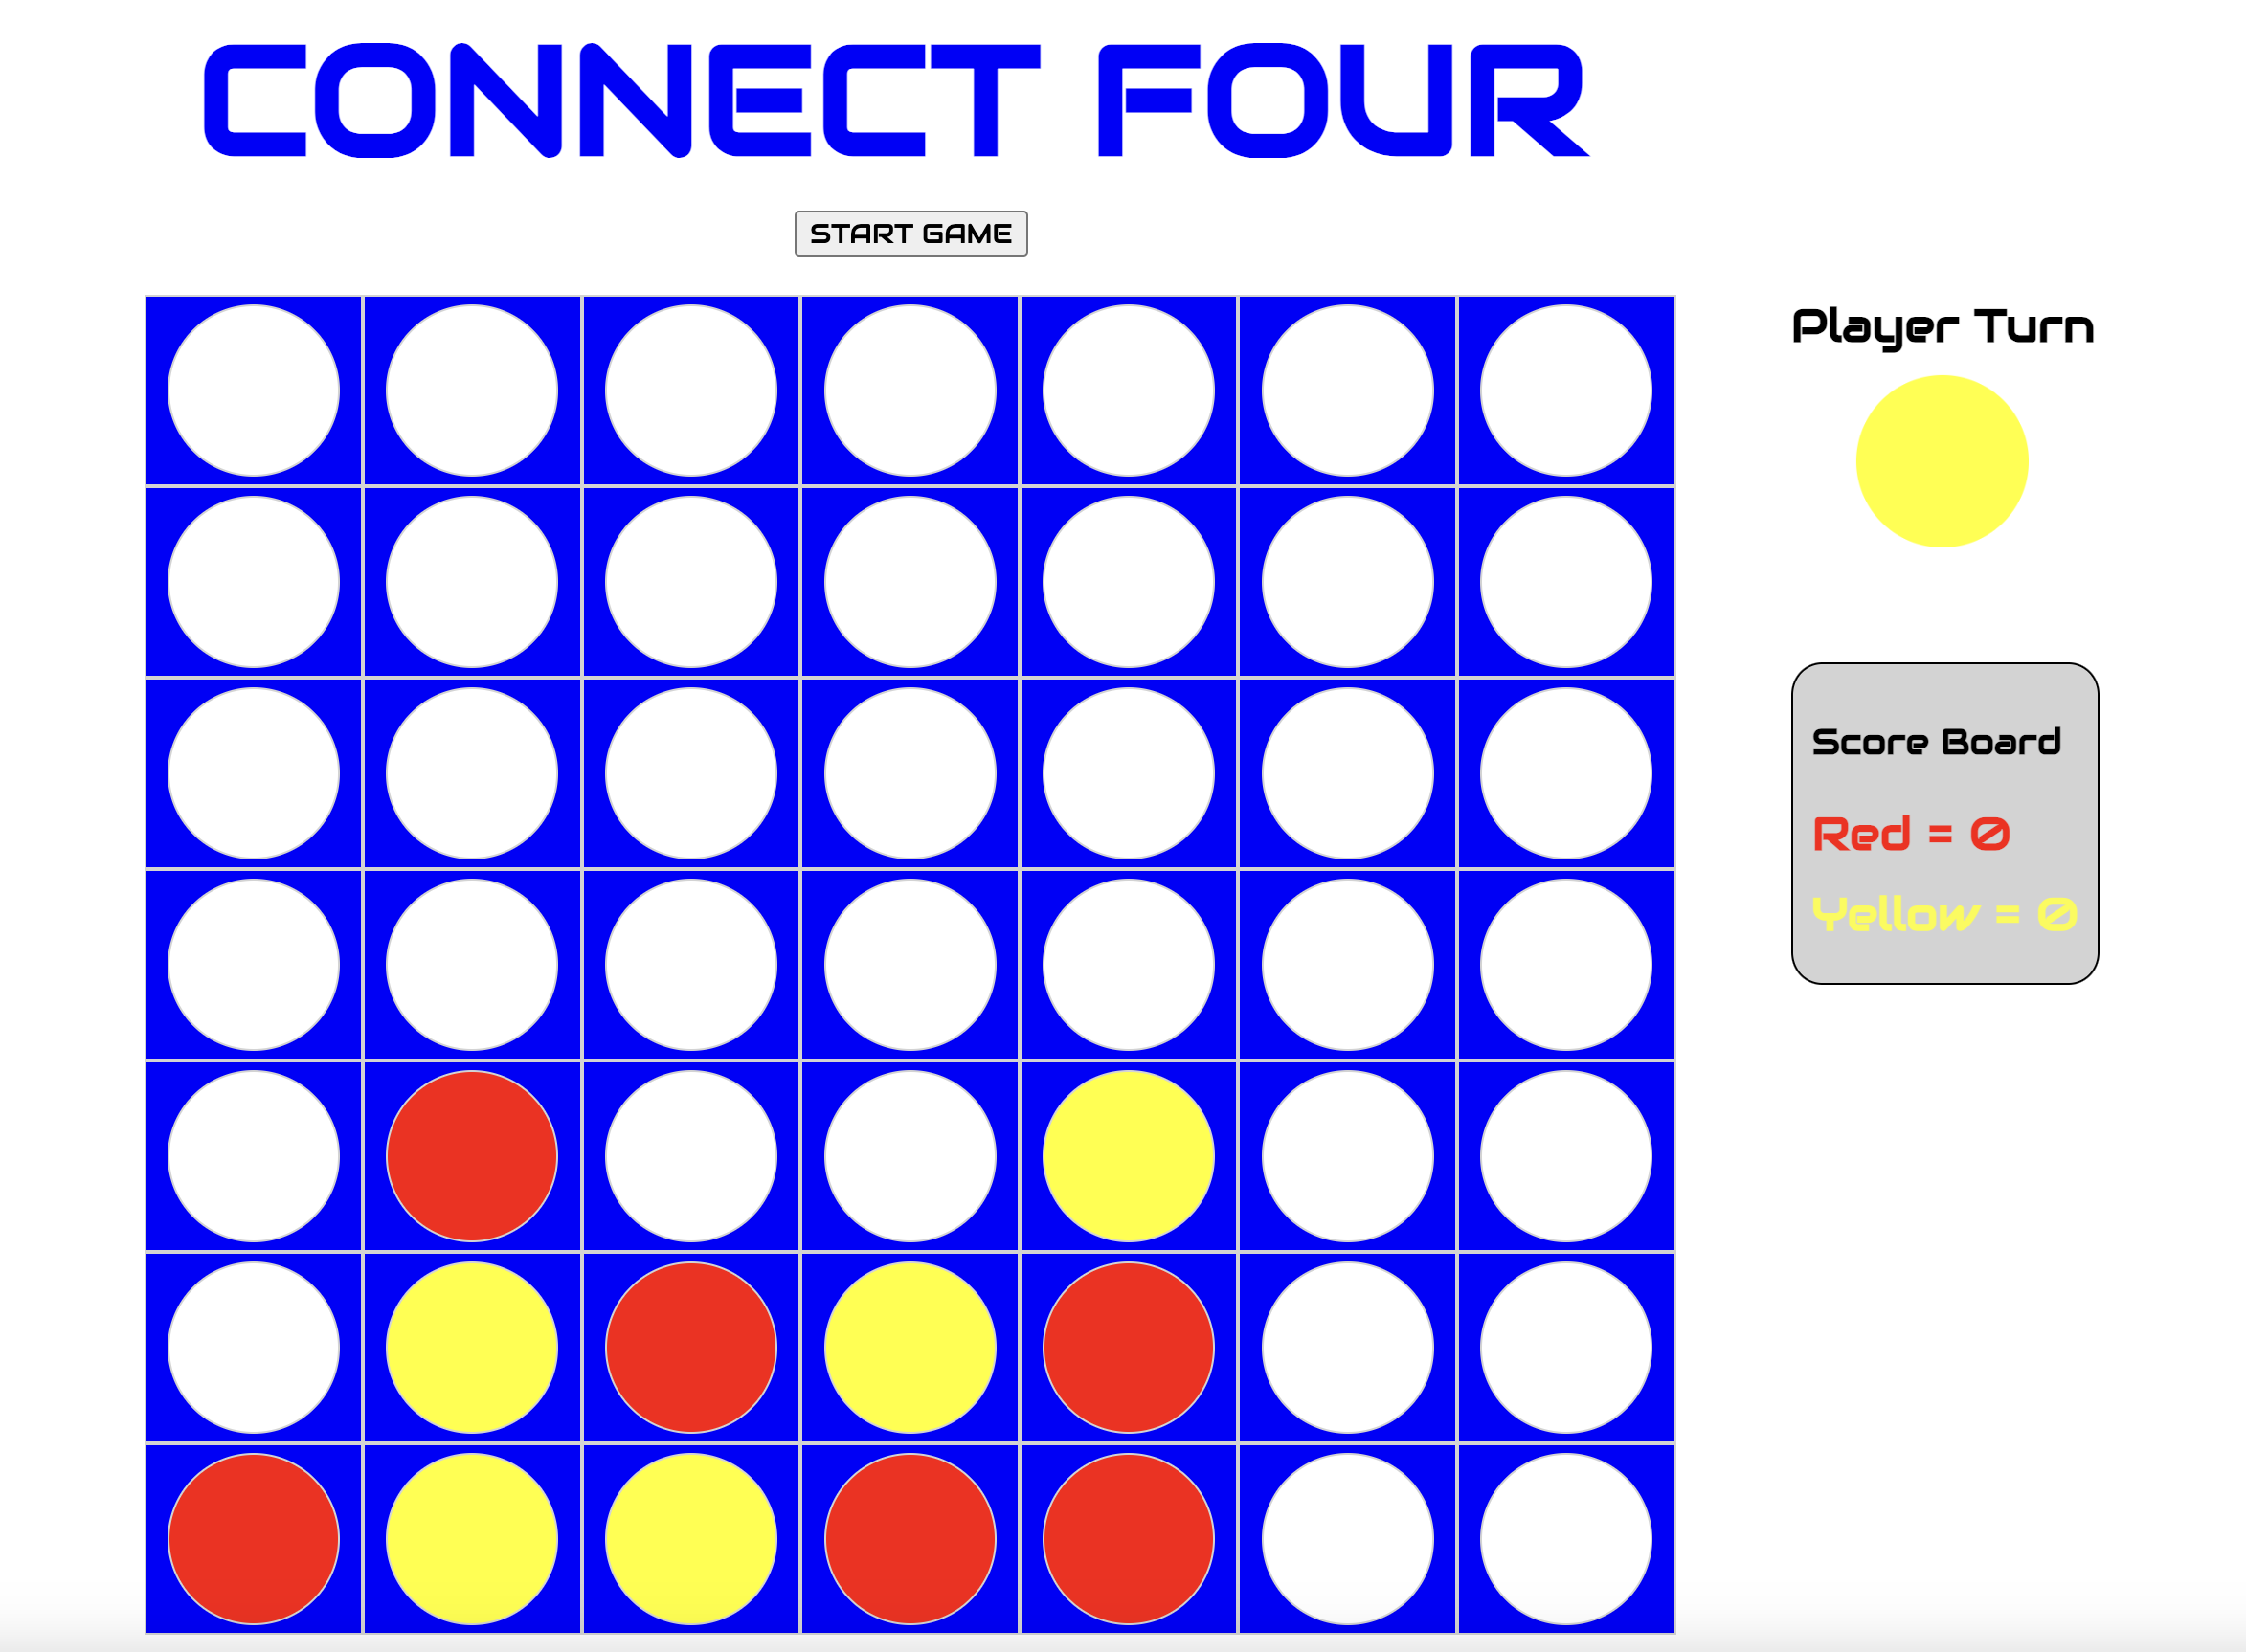 CONNECT FOUR
START GAME
Player Turn
Score Board
Red = 0
Yellow = 0